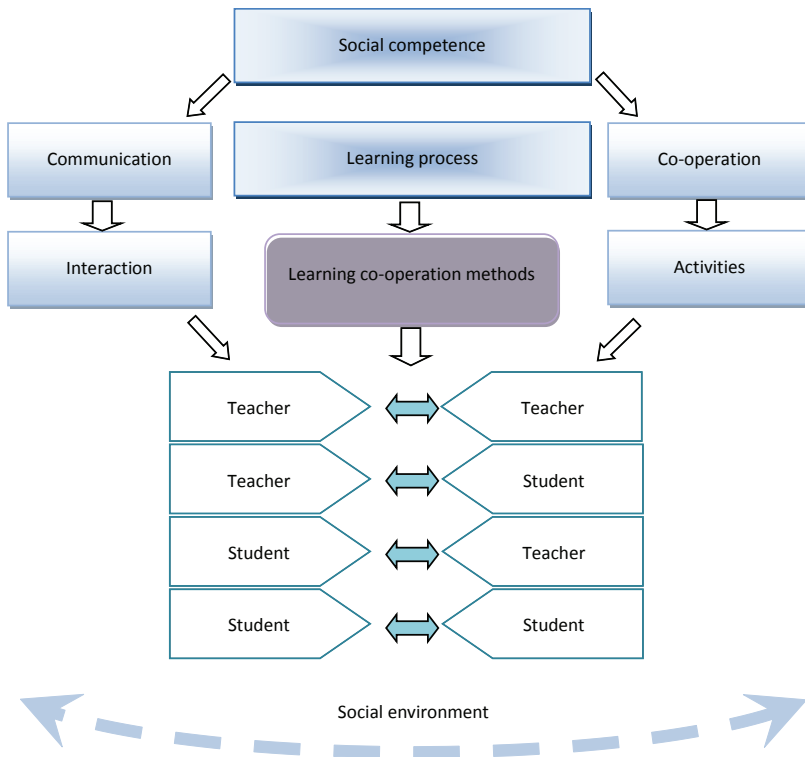 Social competence
Communication
Learning process
Co-operation
Interaction
Learning co-operation methods
Activities
Teacher
Teacher
Teacher
Student
Student
Teacher
Student
Student
Social environment